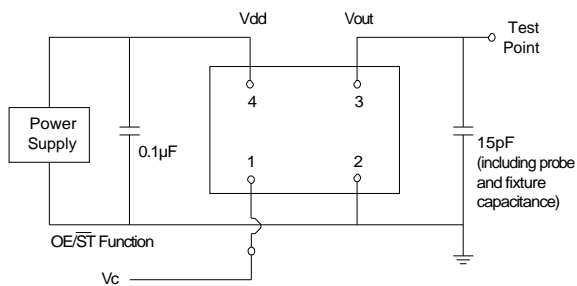 Vdd
Vout
Test
Point
4
3
Power
Supply
0.1µF
1
2
15pF
(including probe
and fixture
capacitance)
OE/S̅T̅ Function
Vc